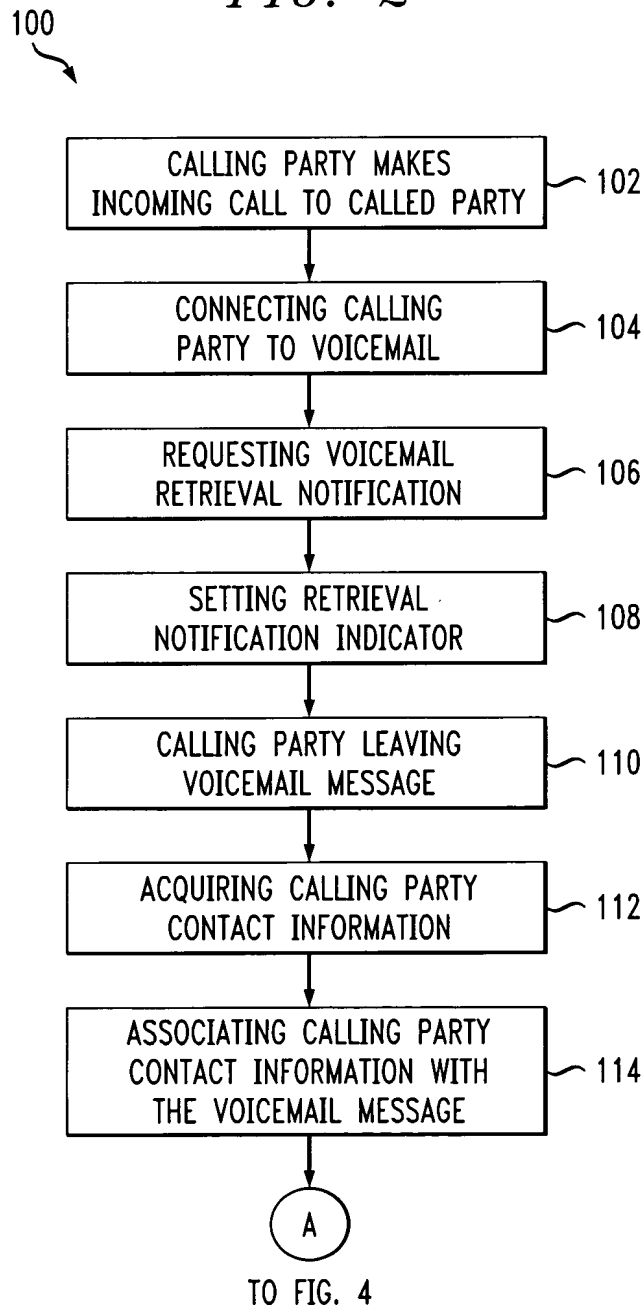 100
CALLING PARTY MAKES
INCOMING CALL TO CALLED PARTY
102
CONNECTING CALLING
PARTY TO VOICEMAIL
104
REQUESTING VOICEMAIL
RETRIEVAL NOTIFICATION
106
SETTING RETRIEVAL
NOTIFICATION INDICATOR
108
CALLING PARTY LEAVING
VOICEMAIL MESSAGE
110
ACQUIRING CALLING PARTY
CONTACT INFORMATION
112
ASSOCIATING CALLING PARTY
CONTACT INFORMATION WITH
THE VOICEMAIL MESSAGE
114
A
TO FIG. 4